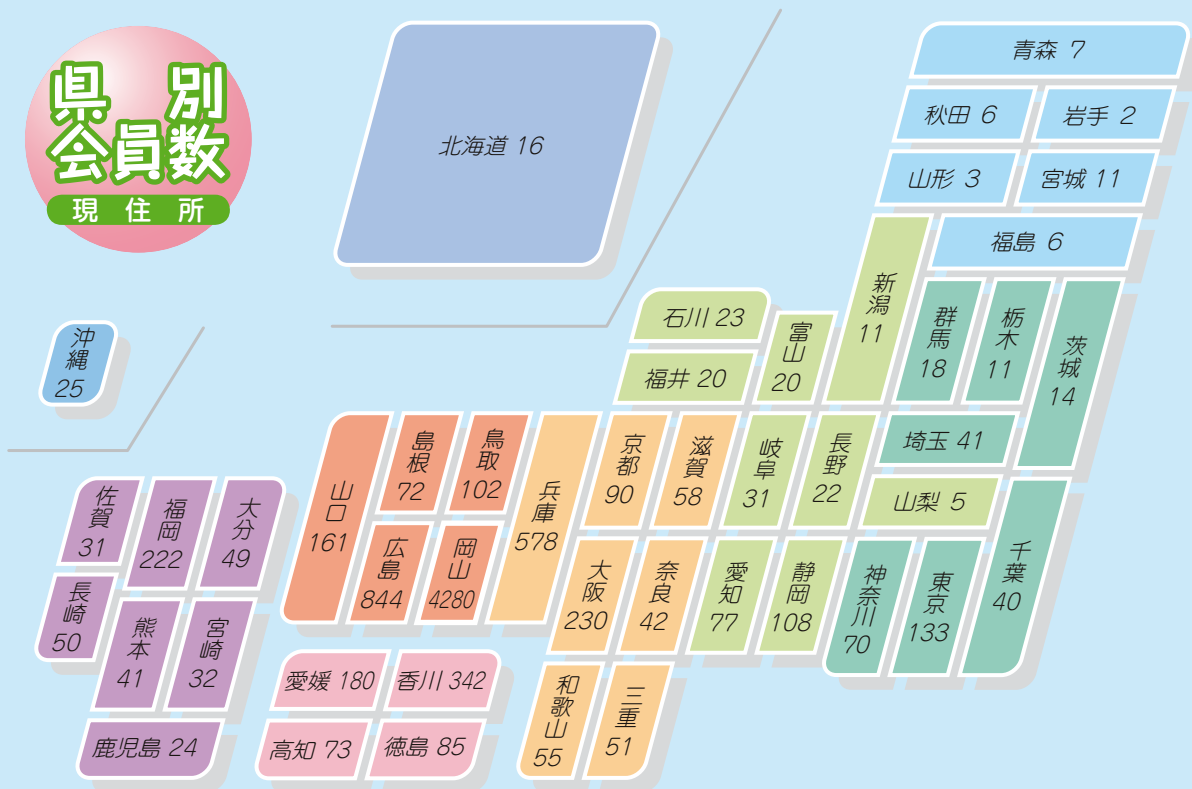 県別
会員数
現住所
北海道 16
青森 7
秋田 6
岩手 2
山形 3
宮城 11
福島 6
新潟 11
群馬 18
栃木 11
茨城 14
石川 23
富山 20
福井 20
埼玉 41
沖縄 25
山口 161
島根 72
鳥取 102
兵庫 578
京都 90
滋賀 58
岐阜 31
長野 22
山梨 5
千葉 40
佐賀 31
福岡 222
大分 49
広島 844
岡山 4280
大阪 230
奈良 42
愛知 77
静岡 108
神奈川 70
東京 133
長崎 50
熊本 41
宮崎 32
愛媛 180
香川 342
和歌山 55
三重 51
鹿児島 24
高知 73
徳島 85